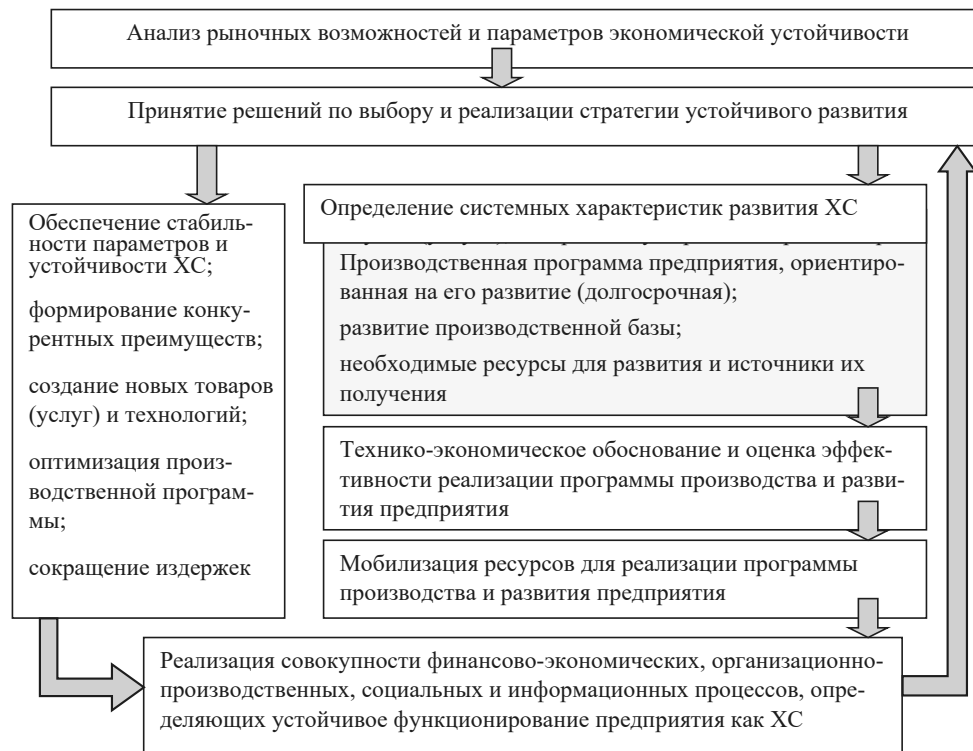 Анализ рыночных возможностей и параметров экономической устойчивости
Принятие решений по выбору и реализации стратегии устойчивого развития
Обеспечение стабиль-
ности параметров и
устойчивости ХС;
формирование конку-
рентных преимуществ;
создание новых товаров
(услуг) и технологий;
оптимизация произ-
водственной програм-
мы;
сокращение издержек
Определение системных характеристик развития ХС
Производственная программа предприятия, ориентиро-
ванная на его развитие (долгосрочная);
развитие производственной базы;
необходимые ресурсы для развития и источники их
получения
Технико-экономическое обоснование и оценка эффек-
тивности реализации программы производства и разви-
тия предприятия
Мобилизация ресурсов для реализации программы
производства и развития предприятия
Реализация совокупности финансово-экономических, организационно-
производственных, социальных и информационных процессов, опре-
деляющих устойчивое функционирование предприятия как ХС